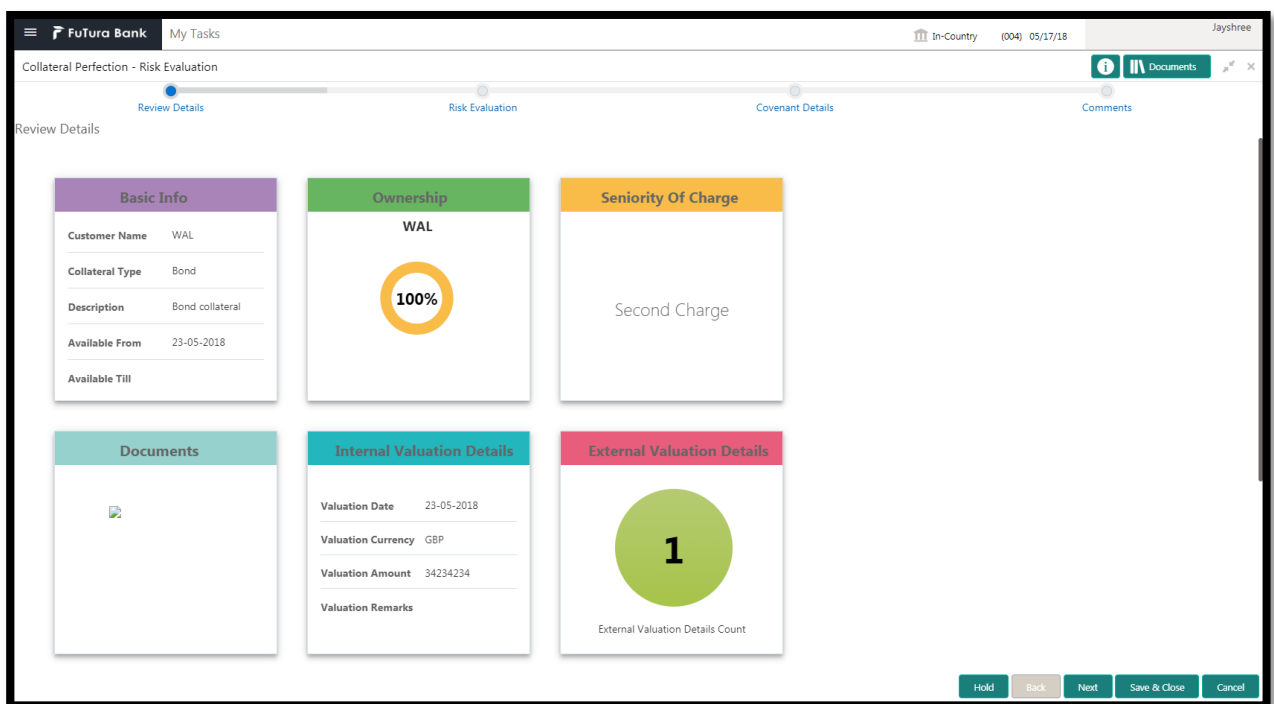 FuTura Bank My Tasks In-Country (004) 05/17/18 Jayshree
Collateral Perfection - Risk Evaluation i Documents
Review Details Risk Evaluation Covenant Details Comments
Review Details
Basic Info
Customer Name WAL
Collateral Type Bond
Description Bond collateral
Available From 23-05-2018
Available Till
Ownership
WAL
100%
Seniority Of Charge
Second Charge
Documents
Internal Valuation Details
Valuation Date 23-05-2018
Valuation Currency GBP
Valuation Amount 34234234
Valuation Remarks
External Valuation Details
1
External Valuation Details Count
Hold Back Next Save & Close Cancel